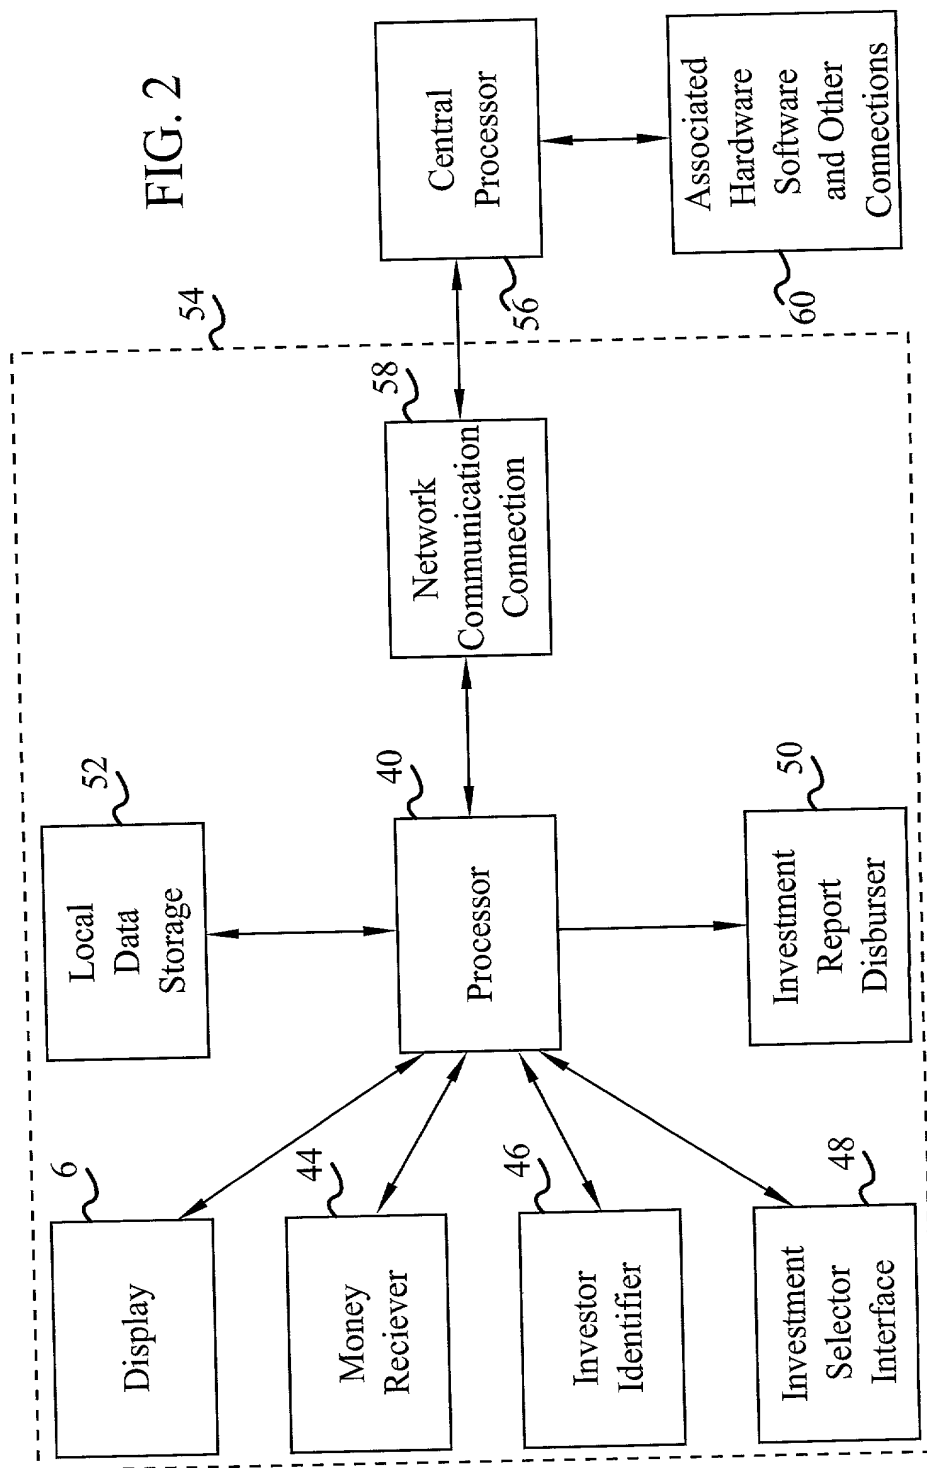 FIG. 2
54
Display
6
Money
Reciever
44
Investor
Identifier
46
Investment
Selector
Interface
48
Local
Data
Storage
52
Processor
40
Investment
Report
Disburser
50
Network
Communication
Connection
58
Central
Processor
56
Associated
Hardware
Software
and Other
Connections
60